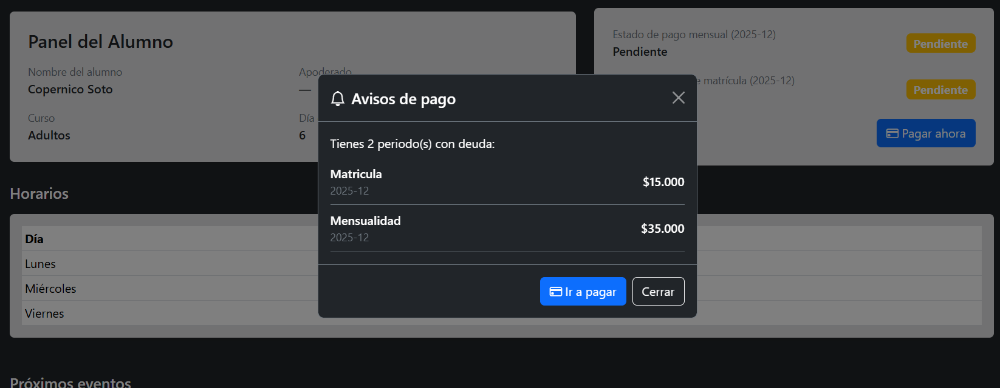 Panel del Alumno
Nombre del alumno
Copernico Soto
Apoderado
—
Curso
Adultos
Día
6
Estado de pago mensual (2025-12)
Pendiente
Pendiente
matrícula (2025-12)
Pendiente
Pagar ahora
Avisos de pago
Tienes 2 periodo(s) con deuda:
Matricula
2025-12
$15.000
Mensualidad
2025-12
$35.000
Ir a pagar
Cerrar
Horarios
Día
Lunes
Miércoles
Viernes
Próximos eventos